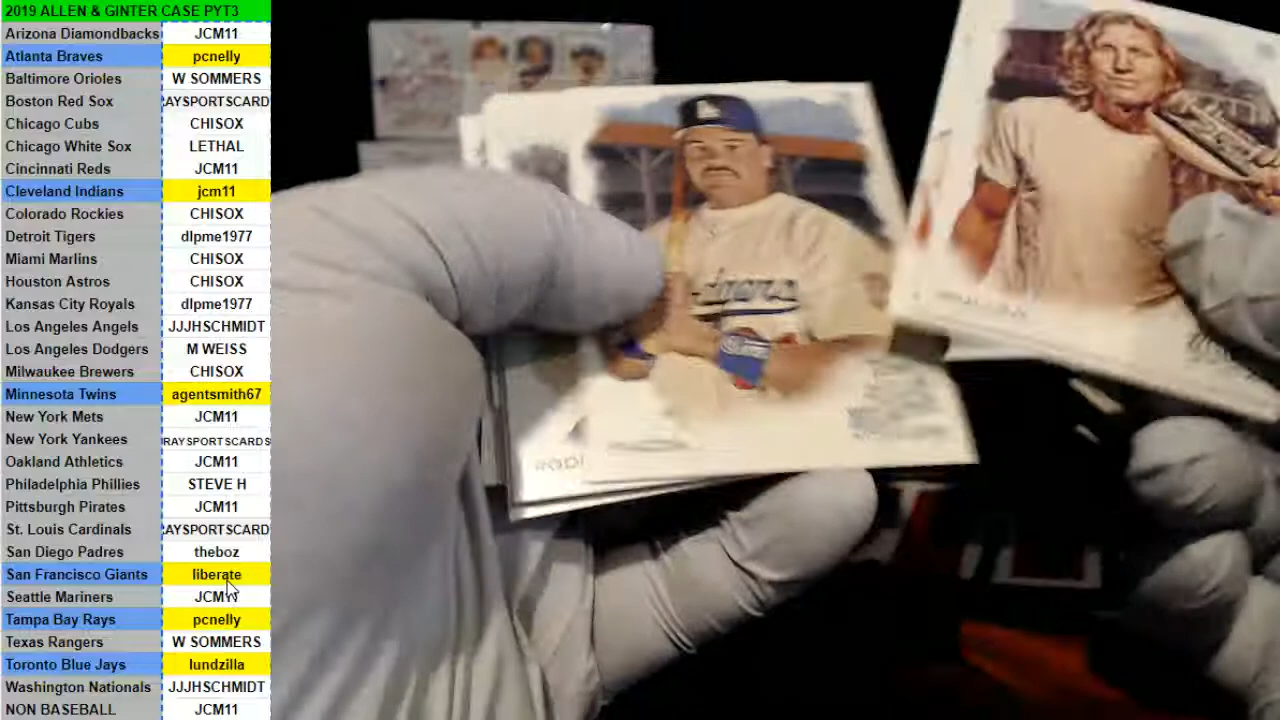 2019 ALLEN & GINTER CASE PYT3
Arizona Diamondbacks JCM11
Atlanta Braves pcnelly
Baltimore Orioles W SOMMERS
Boston Red Sox AYSPORTSCARD
Chicago Cubs CHISOX
Chicago White Sox LETHAL
Cincinnati Reds JCM11
Cleveland Indians jcm11
Colorado Rockies CHISOX
Detroit Tigers dlpme1977
Miami Marlins CHISOX
Houston Astros CHISOX
Kansas City Royals dlpme1977
Los Angeles Angels JJJHSCHMIDT
Los Angeles Dodgers M WEISS
Milwaukee Brewers CHISOX
Minnesota Twins agentsmith67
New York Mets JCM11
New York Yankees RAYSPORTSCARDS
Oakland Athletics JCM11
Philadelphia Phillies STEVE H
Pittsburgh Pirates JCM11
St. Louis Cardinals AYSPORTSCARD
San Diego Padres theboz
San Francisco Giants liberate
Seattle Mariners JCM11
Tampa Bay Rays pcnelly
Texas Rangers W SOMMERS
Toronto Blue Jays lundzilla
Washington Nationals JJJHSCHMIDT
NON BASEBALL JCM11